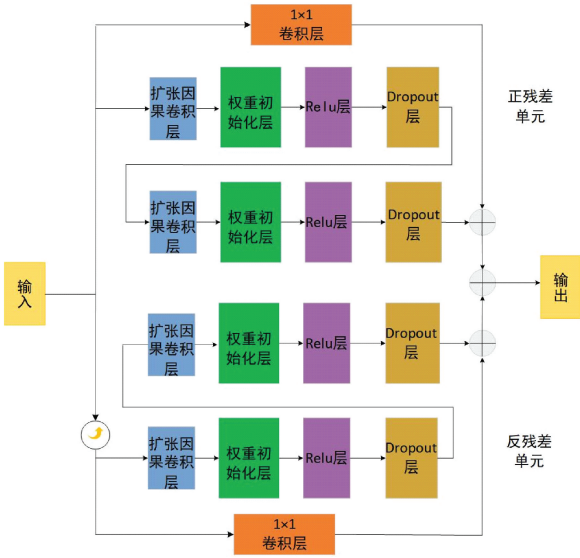 1×1
卷积层
扩张因
果卷积
层
权重初
始化层
Relu层
Dropout
层
正残差
单元
扩张因
果卷积
层
权重初
始化层
Relu层
Dropout
层
输
入
输
出
扩张因
果卷积
层
权重初
始化层
Relu层
Dropout
层
扩张因
果卷积
层
权重初
始化层
Relu层
Dropout
层
反残差
单元
1×1
卷积层